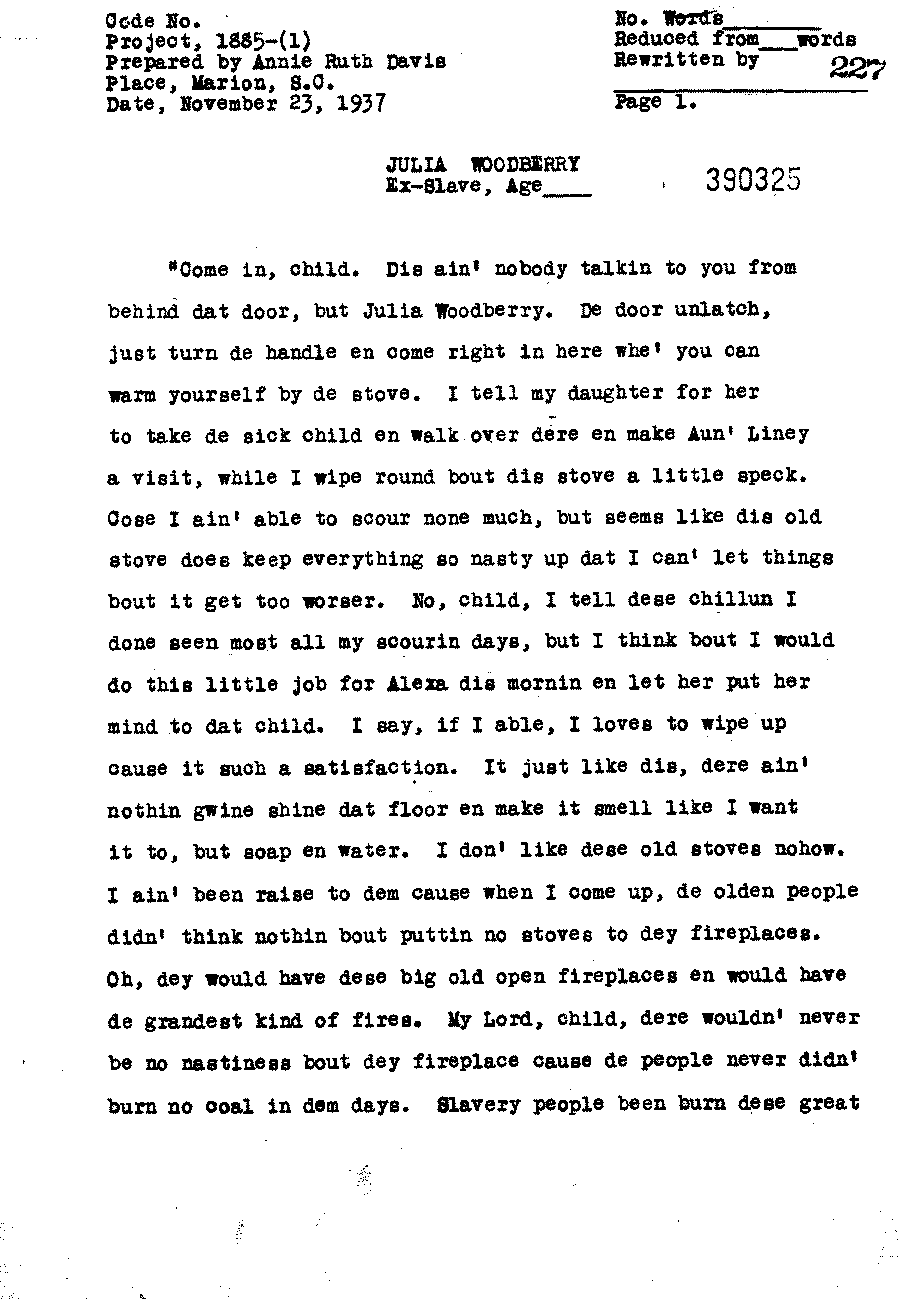 Code No.
Project, 1885-(1)
Prepared by Annie Ruth Davis
Place, Marion, S.C.
Date, November 23, 1937
No. Words
Reduced from___words
Rewritten by
227
Page 1.
JULIA WOODBERRY
Ex-Slave, Age____
390325
"Come in, child. Dis ain' nobody talkin to you from
behind dat door, but Julia Woodberry. De door unlatch,
just turn de handle en come right in here whe' you can
warm yourself by de stove. I tell my daughter for her
to take de sick child en walk over dere en make Aun' Liney
a visit, while I wipe round bout dis stove a little speck.
Cose I ain' able to scour none much, but seems like dis old
stove does keep everything so nasty up dat I can' let things
bout it get too worser. No, child, I tell dese chillun I
done seen most all my scourin days, but I think bout I would
do this little job for Alexa dis mornin en let her put her
mind to dat child. I say, if I able, I loves to wipe up
cause it such a satisfaction. It just like dis, dere ain'
nothin gwine shine dat floor en make it smell like I want
it to, but soap en water. I don' like dese old stoves nohow.
I ain' been raise to dem cause when I come up, de olden people
didn' think nothin bout puttin no stoves to dey fireplaces.
Oh, dey would have dese big old open fireplaces en would have
de grandest kind of fires. My Lord, child, dere wouldn' never
be no nastiness bout dey fireplace cause de people never didn'
burn no coal in dem days. Slavery people been burn dese great